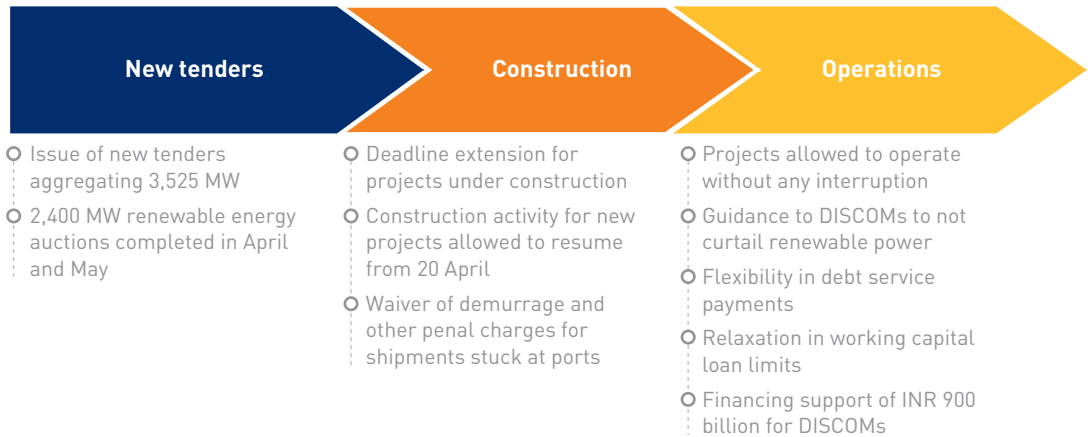 New tenders
Issue of new tenders
aggregating 3,525 MW
2,400 MW renewable energy
auctions completed in April
and May
Construction
Deadline extension for
projects under construction
Construction activity for new
projects allowed to resume
from 20 April
Waiver of demurrage and
other penal charges for
shipments stuck at ports
Operations
Projects allowed to operate
without any interruption
Guidance to DISCOMs to not
curtail renewable power
Flexibility in debt service
payments
Relaxation in working capital
loan limits
Financing support of INR 900
billion for DISCOMs